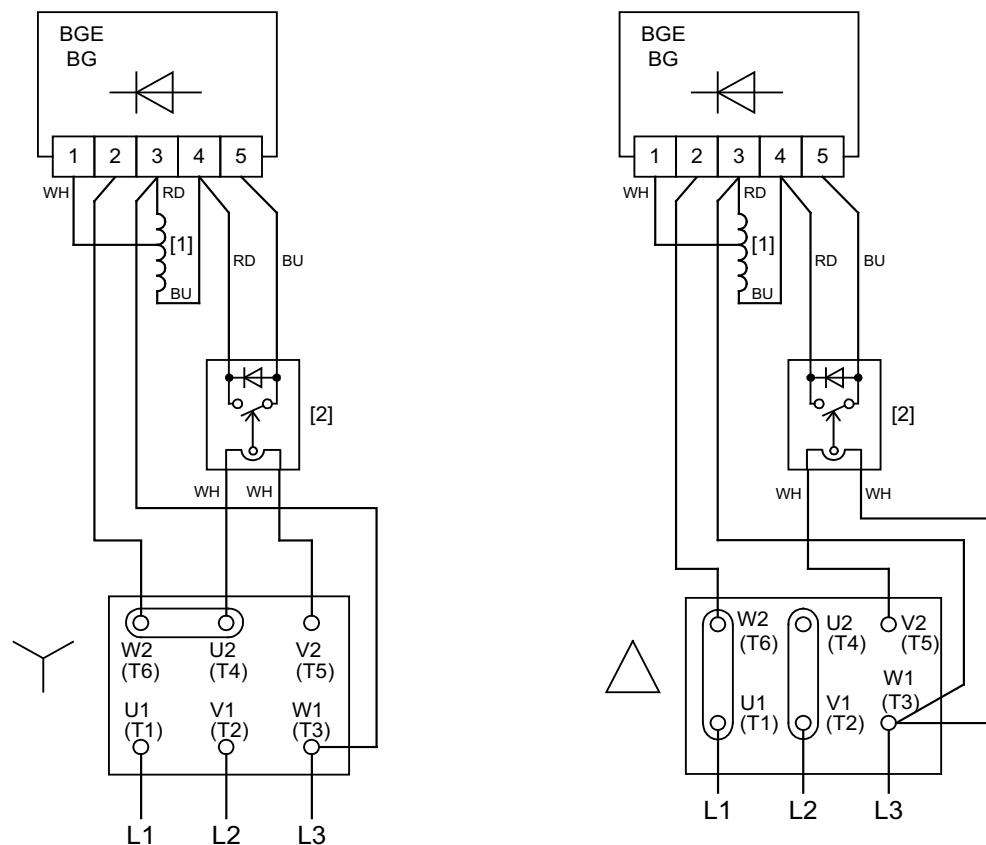 BGE
BG
1 2 3 4 5
WH RD
[1]
RD BU
BU
[2]
WH WH
W2 U2 V2
(T6) (T4) (T5)
U1 V1 W1
(T1) (T2) (T3)
L1 L2 L3
BGE
BG
1 2 3 4 5
WH RD
[1]
RD BU
BU
[2]
WH WH
W2 U2 V2
(T6) (T4) (T5)
W1
U1 V1 (T3)
(T1) (T2)
L1 L2 L3